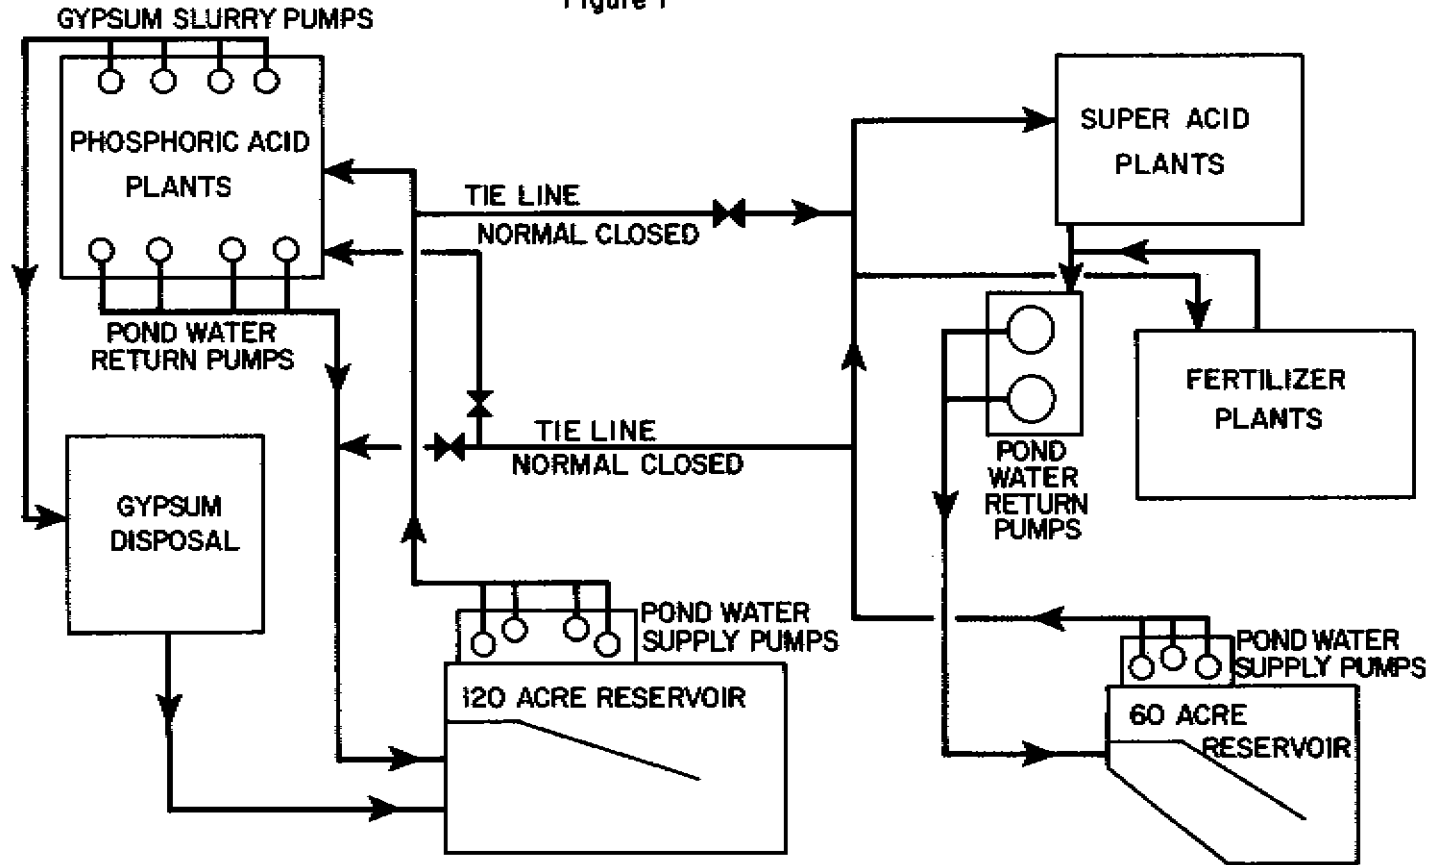 Figure 1
GYPSUM SLURRY PUMPS
PHOSPHORIC ACID
PLANTS
SUPER ACID
PLANTS
TIE LINE
NORMAL CLOSED
POND WATER
RETURN PUMPS
FERTILIZER
PLANTS
TIE LINE
NORMAL CLOSED
POND
WATER
RETURN
PUMPS
GYPSUM
DISPOSAL
POND WATER
SUPPLY PUMPS
120 ACRE RESERVOIR
POND WATER
SUPPLY PUMPS
60 ACRE
RESERVOIR